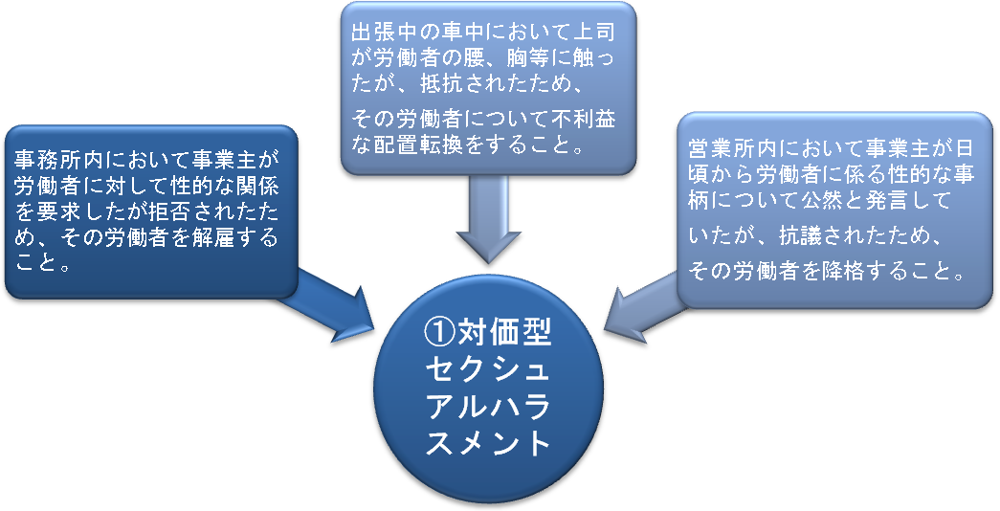 事務所内において事業主が
労働者に対して性的な関係
を要求したが拒否されたた
め、その労働者を解雇する
こと。
出張中の車中において上司
が労働者の腰、胸等に触っ
たが、抵抗されたため、
その労働者について不利益
な配置転換をすること。
営業所内において事業主が日
頃から労働者に係る性的な事
柄について公然と発言して
いたが、抗議されたため、
その労働者を降格すること。
①対価型
セクシュ
アルハラ
スメント